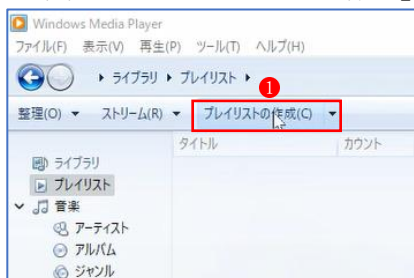 Windows Media Player
ファイル(F) 表示(V) 再生(P) ツール(T) ヘルプ(H)
ライブラリ ▸ プレイリスト ▸
1
整理(O) ストリーム(R) プレイリストの作成(C)
タイトル カウント
ライブラリ
プレイリスト
音楽
アーティスト
アルバム
ジャンル